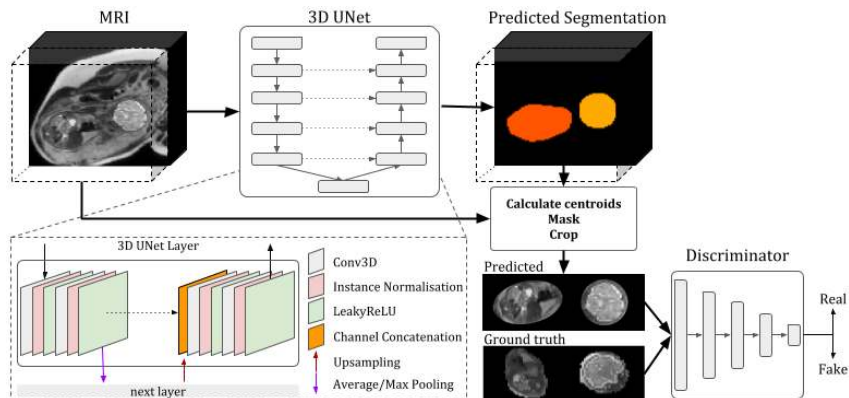 MRI
3D UNet
Predicted Segmentation
Calculate centroids
Mask
Crop
3D UNet Layer
Conv3D
Instance Normalisation
LeakyReLU
Channel Concatenation
Upsampling
Average/Max Pooling
next layer
Predicted
Ground truth
Discriminator
Real
Fake